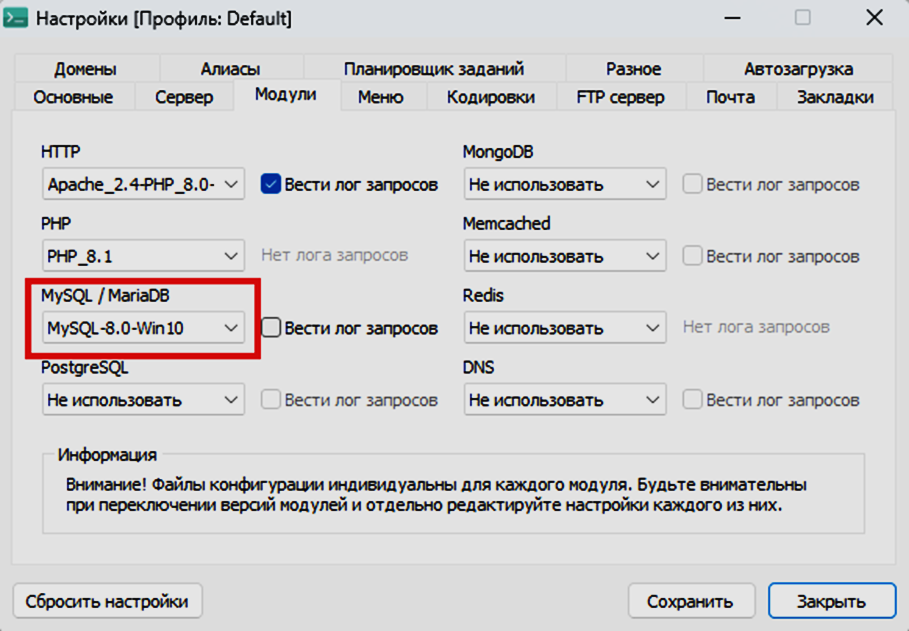 Настройки [Профиль: Default]
Домены Алиасы Планировщик заданий Разное Автозагрузка
Основные Сервер Модули Меню Кодировки FTP сервер Почта Закладки
HTTP MongoDB
Apache_2.4-PHP_8.0- Вести лог запросов Не использовать Вести лог запросов
PHP Memcached
PHP_8.1 Нет лога запросов Не использовать Вести лог запросов
MySQL / MariaDB Redis
MySQL-8.0-Win10 Вести лог запросов Не использовать Нет лога запросов
PostgreSQL DNS
Не использовать Вести лог запросов Не использовать Вести лог запросов
Информация
Внимание! Файлы конфигурации индивидуальны для каждого модуля. Будьте внимательны
при переключении версий модулей и отдельно редактируйте настройки каждого из них.
Сбросить настройки Сохранить Закрыть